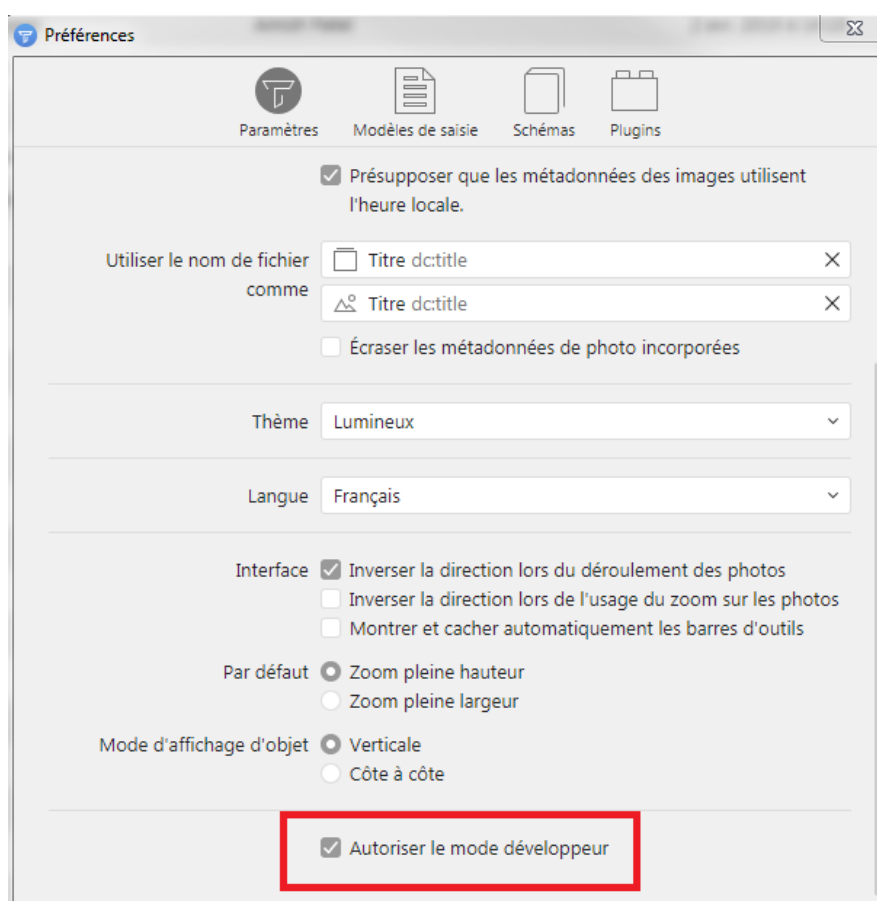 Préférences
Paramètres Modèles de saisie Schémas Plugins
Présupposer que les métadonnées des images utilisent
l'heure locale.
Utiliser le nom de fichier
comme
Titre dc:title
Titre dc:title
Écraser les métadonnées de photo incorporées
Thème Lumineux
Langue Français
Interface Inverser la direction lors du déroulement des photos
Inverser la direction lors de l'usage du zoom sur les photos
Montrer et cacher automatiquement les barres d'outils
Par défaut Zoom pleine hauteur
Zoom pleine largeur
Mode d'affichage d'objet Verticale
Côte à côte
Autoriser le mode développeur